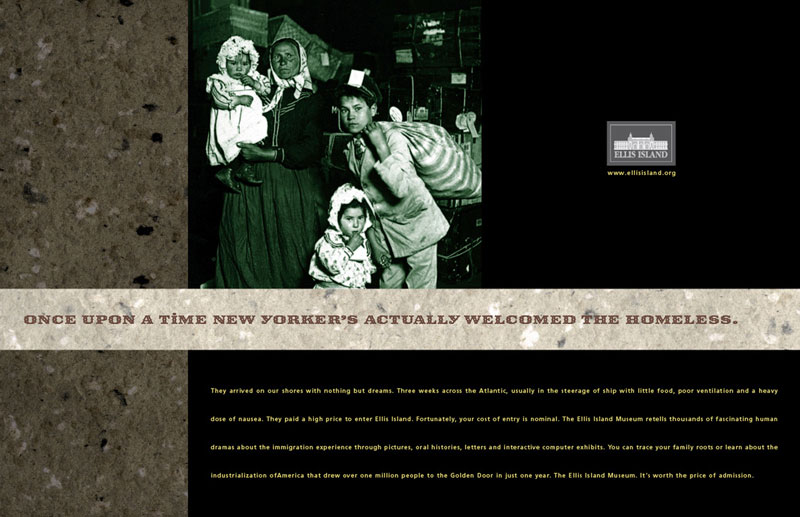 ELLIS ISLAND
www.ellisisland.org
ONCE UPON A TIME NEW YORKER'S ACTUALLY WELCOMED THE HOMELESS.
They arrived on our shores with nothing but dreams. Three weeks across the Atlantic, usually in the steerage of ship with little food, poor ventilation and a heavy
dose of nausea. They paid a high price to enter Ellis Island. Fortunately, your cost of entry is nominal. The Ellis Island Museum retells thousands of fascinating human
dramas about the immigration experience through pictures, oral histories, letters and interactive computer exhibits. You can trace your family roots or learn about the
industrialization ofAmerica that drew over one million people to the Golden Door in just one year. The Ellis Island Museum. It's worth the price of admission.